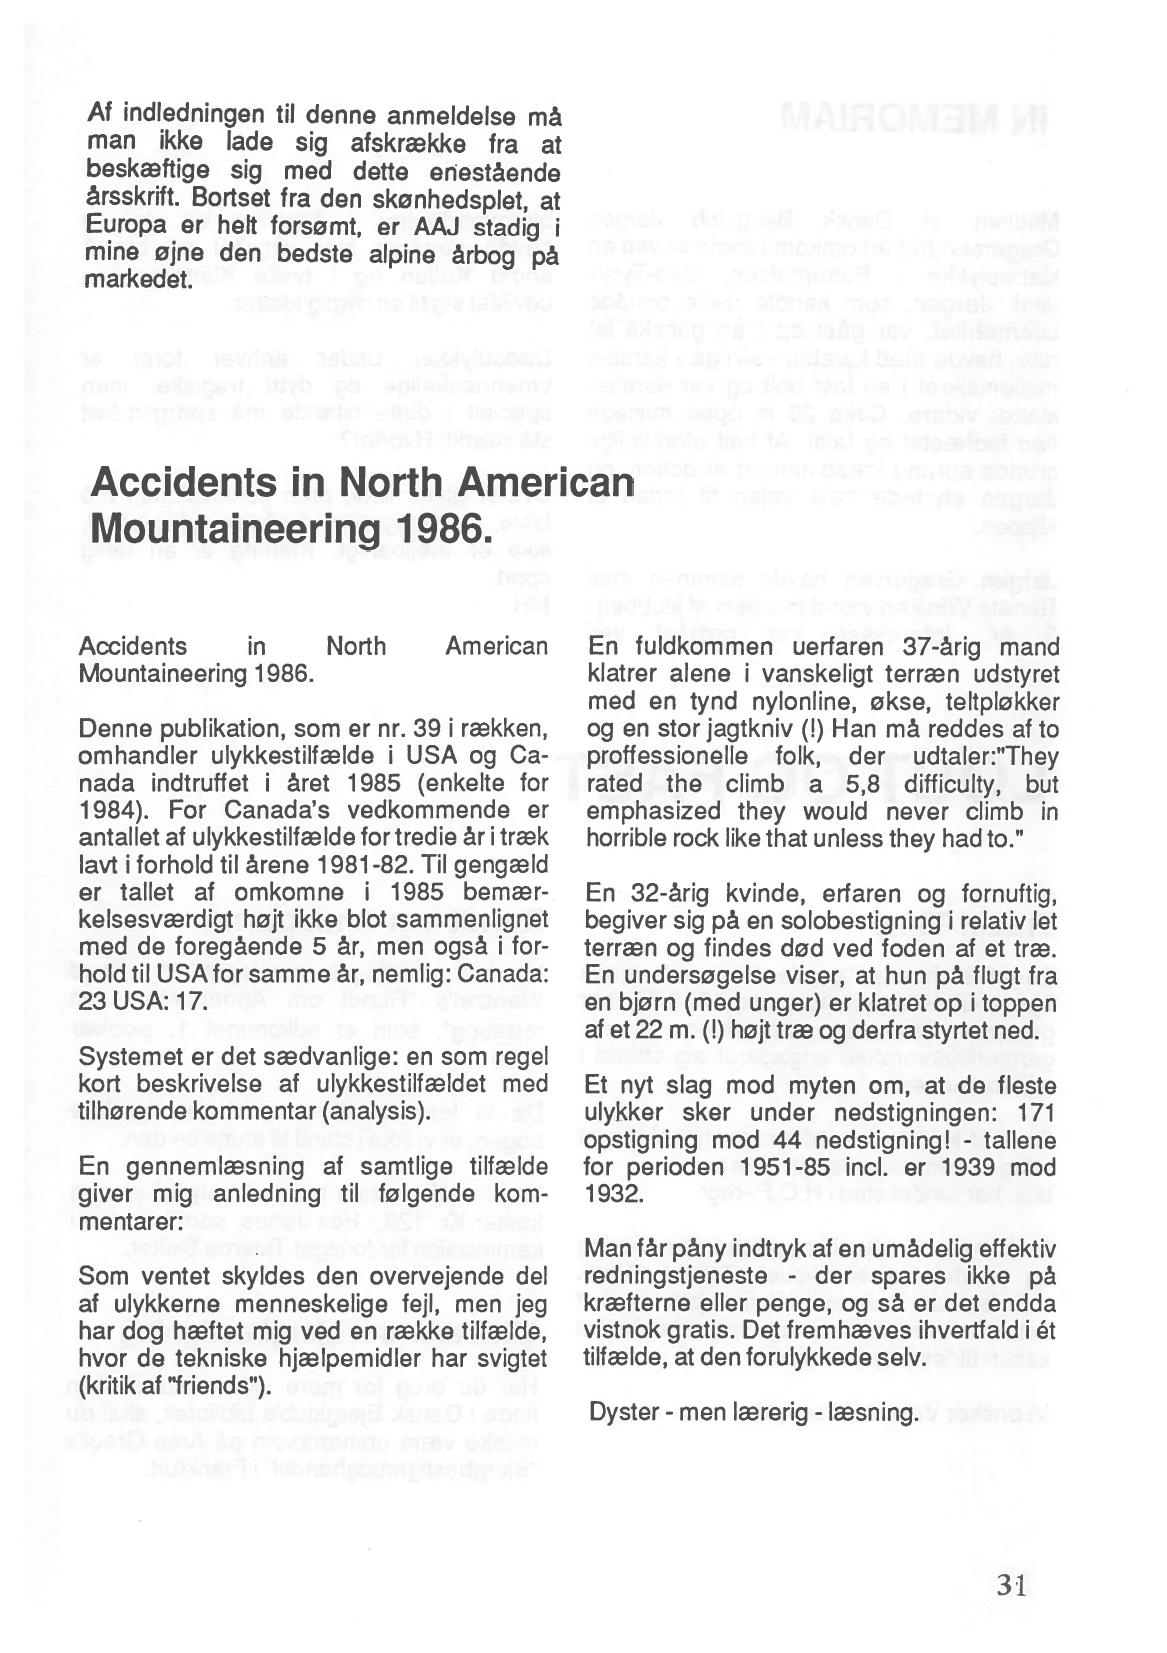 Af indledningen til denne anmeldelse må
man ikke lade sig afskrække fra at
beskæftige sig med dette enestående
årsskrift. Bortset fra den skønhedsplet, at
Europa er helt forsømt, er AAJ stadig i
mine øjne den bedste alpine årbog på
markedet.
Accidents in North American
Mountaineering 1986.
Accidents in North American
Mountaineering 1986.
Denne publikation, som er nr. 39 i rækken,
omhandler ulykkestilfælde i USA og Ca-
nada indtruffet i året 1985 (enkelte for
1984). For Canada's vedkommende er
antallet af ulykkestilfælde for tredie år i træk
lavt i forhold til årene 1981-82. Til gengæld
er tallet af omkomne i 1985 bemær-
kelsesværdigt højt ikke blot sammenlignet
med de foregående 5 år, men også i for-
hold til USA for samme år, nemlig: Canada:
23 USA: 17.
Systemet er det sædvanlige: en som regel
kort beskrivelse af ulykkestilfældet med
tilhørende kommentar (analysis).
En gennemlæsning af samtlige tilfælde
giver mig anledning til følgende kom-
mentarer:
Som ventet skyldes den overvejende del
af ulykkerne menneskelige fejl, men jeg
har dog hæftet mig ved en række tilfælde,
hvor de tekniske hjælpemidler har svigtet
(kritik af "friends").
En fuldkommen uerfaren 37-årig mand
klatrer alene i vanskeligt terræn udstyret
med en tynd nylonline, økse, teltpløkker
og en stor jagtkniv (!) Han må reddes af to
proffessionelle folk, der udtaler:"They
rated the climb a 5,8 difficulty, but
emphasized they would never climb in
horrible rock like that unless they had to."
En 32-årig kvinde, erfaren og fornuftig,
begiver sig på en solobestigning i relativ let
terræn og findes død ved foden af et træ.
En undersøgelse viser, at hun på flugt fra
en bjørn (med unger) er klatret op i toppen
af et 22 m. (!) højt træ og derfra styrtet ned.
Et nyt slag mod myten om, at de fleste
ulykker sker under nedstigningen: 171
opstigning mod 44 nedstigning! - tallene
for perioden 1951-85 incl. er 1939 mod
1932.
Man får påny indtryk af en umådelig effektiv
redningstjeneste - der spares ikke på
kræfterne eller penge, og så er det endda
vistnok gratis. Det fremhæves ihvertfald i ét
tilfælde, at den forulykkede selv.
Dyster - men lærerig - læsning.
31